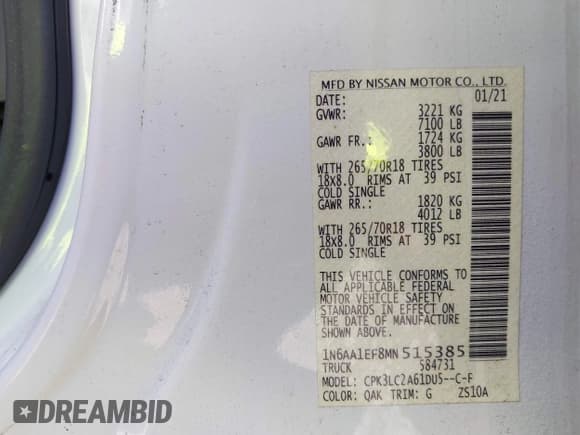 MFD BY NISSAN MOTOR CO., LTD.
DATE: 01/21
GVWR: 3221 KG
7100 LB
GAWR FR.: 1724 KG
3800 LB
WITH 265/70R18 TIRES
18x8.0 RIMS AT 39 PSI
COLD SINGLE
GAWR RR.: 1820 KG
4012 LB
WITH 265/70R18 TIRES
18x8.0 RIMS AT 39 PSI
COLD SINGLE
THIS VEHICLE CONFORMS TO
ALL APPLICABLE FEDERAL
MOTOR VEHICLE SAFETY
STANDARDS IN EFFECT ON
THE DATE OF MANUFACTURE
SHOWN ABOVE.
1N6AA1EF8MN515385
TRUCK 584731
MODEL: CPK3LC2A61DUS--C-F
COLOR: QAK TRIM: G ZS10A
DREAMBID